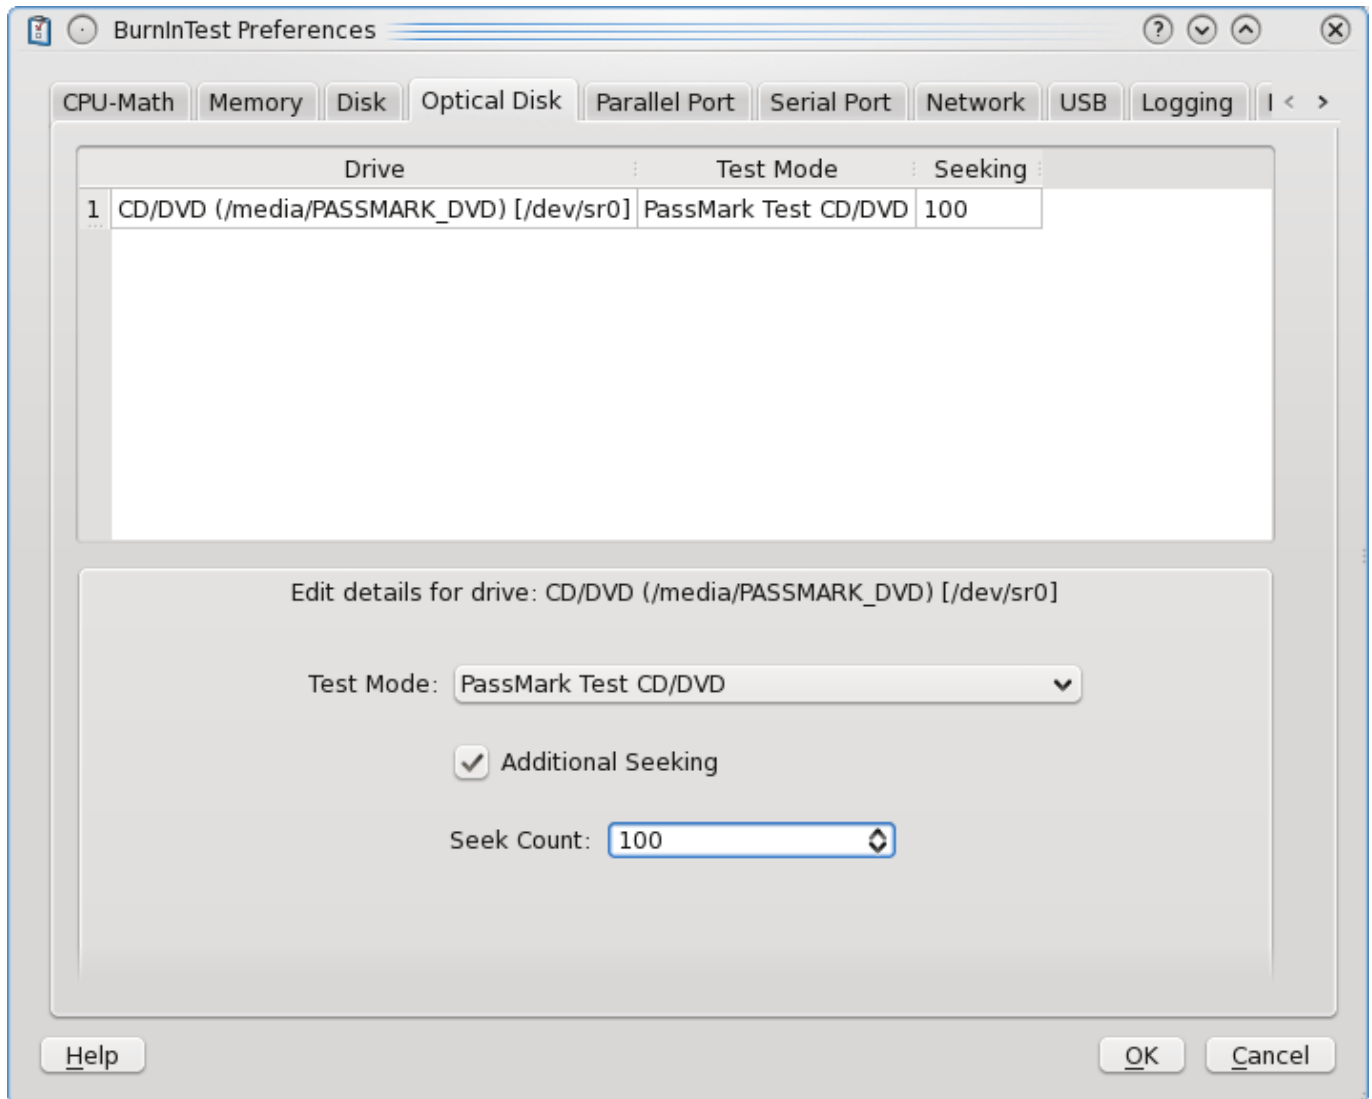 BurnInTest Preferences
CPU-Math Memory Disk Optical Disk Parallel Port Serial Port Network USB Logging
Drive Test Mode Seeking
1 CD/DVD (/media/PASSMARK_DVD) [/dev/sr0] PassMark Test CD/DVD 100
Edit details for drive: CD/DVD (/media/PASSMARK_DVD) [/dev/sr0]
Test Mode: PassMark Test CD/DVD
Additional Seeking
Seek Count: 100
Help OK Cancel